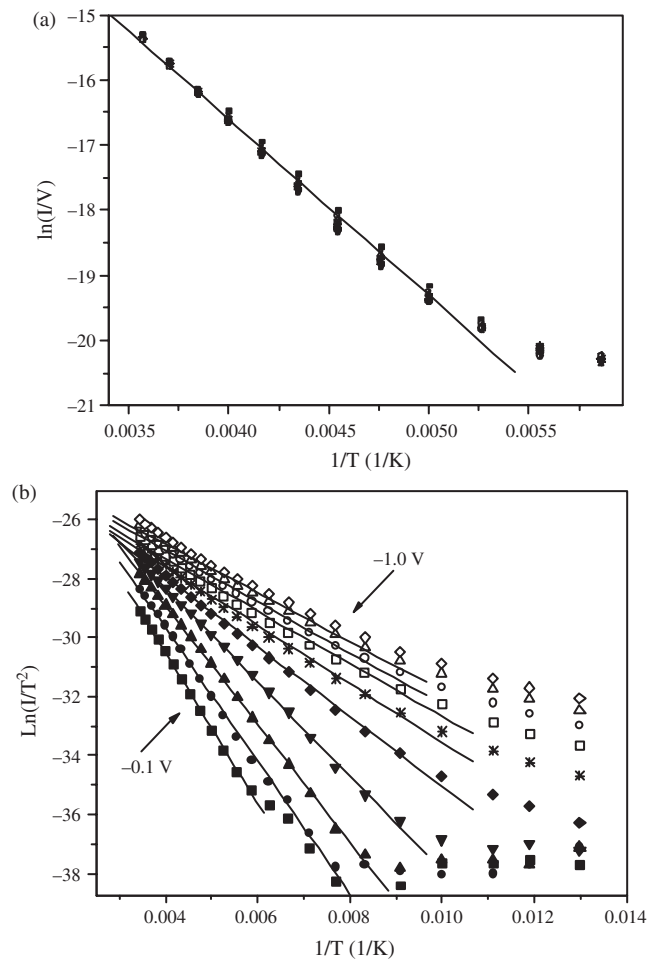 (a)
−15
−16
−17
−18
−19
−20
−21
ln(I/V)
0.0035 0.0040 0.0045 0.0050 0.0055
1/T (1/K)
(b)
−26
−28
−30
−32
−34
−36
−38
Ln(I/T²)
−1.0 V
−0.1 V
0.004 0.006 0.008 0.010 0.012 0.014
1/T (1/K)